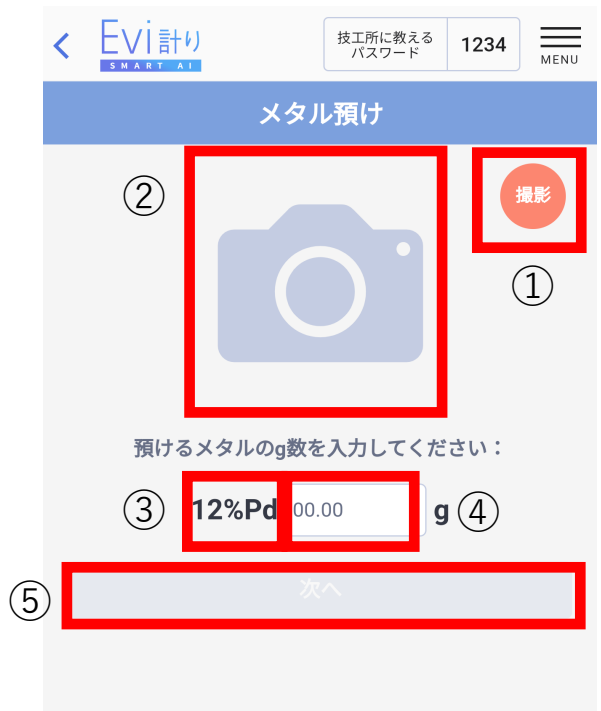 Evi計り
SMART AI
技工所に教える
パスワード
1234
MENU
メタル預け
②
撮影
①
預けるメタルのg数を入力してください：
③
12%Pd
00.00
g
④
次へ
⑤